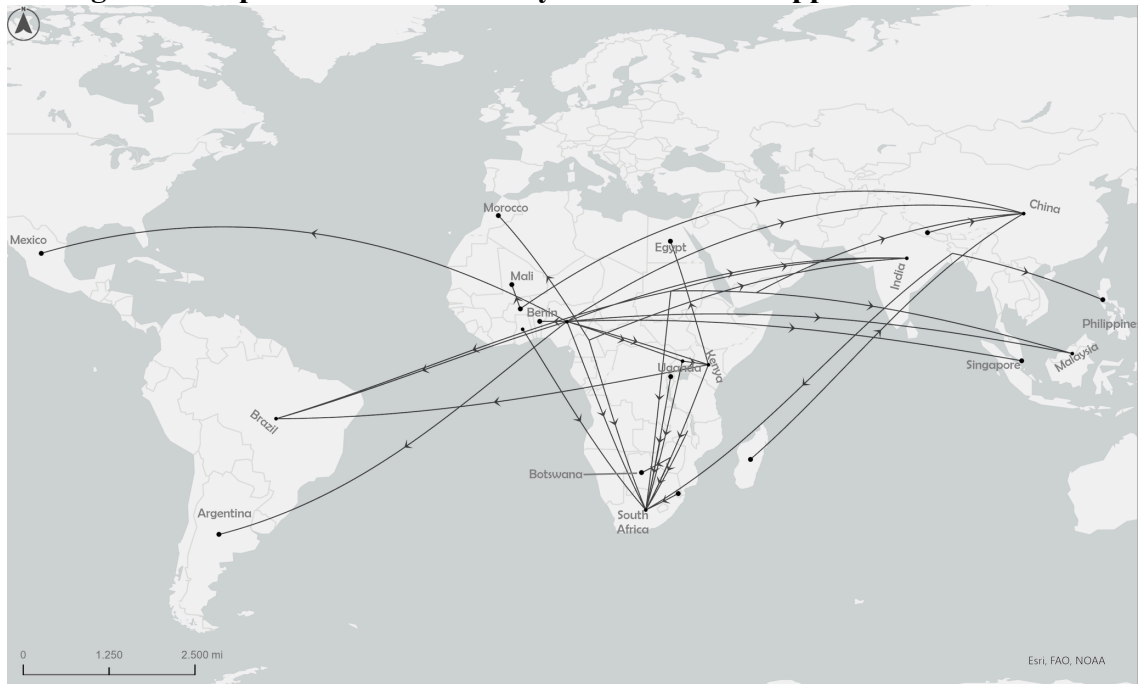 N
Morocco
China
Mexico
Egypt
Mali
India
Benin
Philippine
Kenya
Uganda
Singapore
Malaysia
Brazil
Botswana
Argentina
South
Africa
0 1.250 2.500 mi
Esri, FAO, NOAA